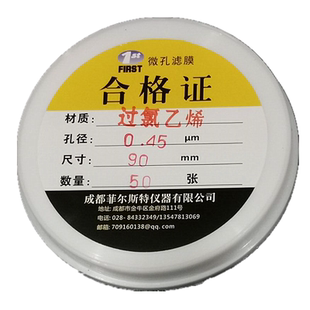 1st
FIRST
微孔滤膜
合格证
材质：过氯乙烯
孔径 0.45 μm
尺寸：90 mm
数量：50 张
成都菲尔斯特仪器有限公司
地址：成都市金牛区金府路111号
电话：028-84332349/13547813069
邮箱：709160138@qq.com